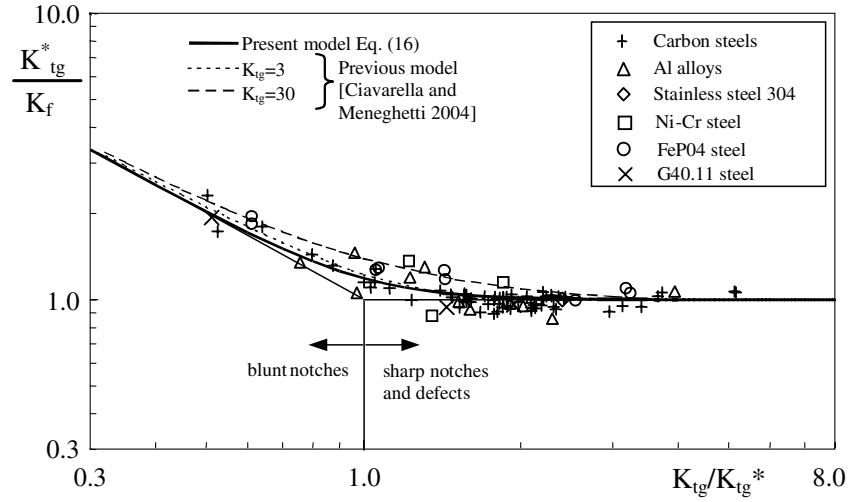 10.0
K*tg
Kf
Present model Eq. (16)
Ktg=3
Ktg=30
Previous model
[Ciavarella and
Meneghetti 2004]
Carbon steels
Al alloys
Stainless steel 304
Ni-Cr steel
FeP04 steel
G40.11 steel
1.0
blunt notches
sharp notches
and defects
0.3
0.3
1.0
Ktg/Ktg*
8.0